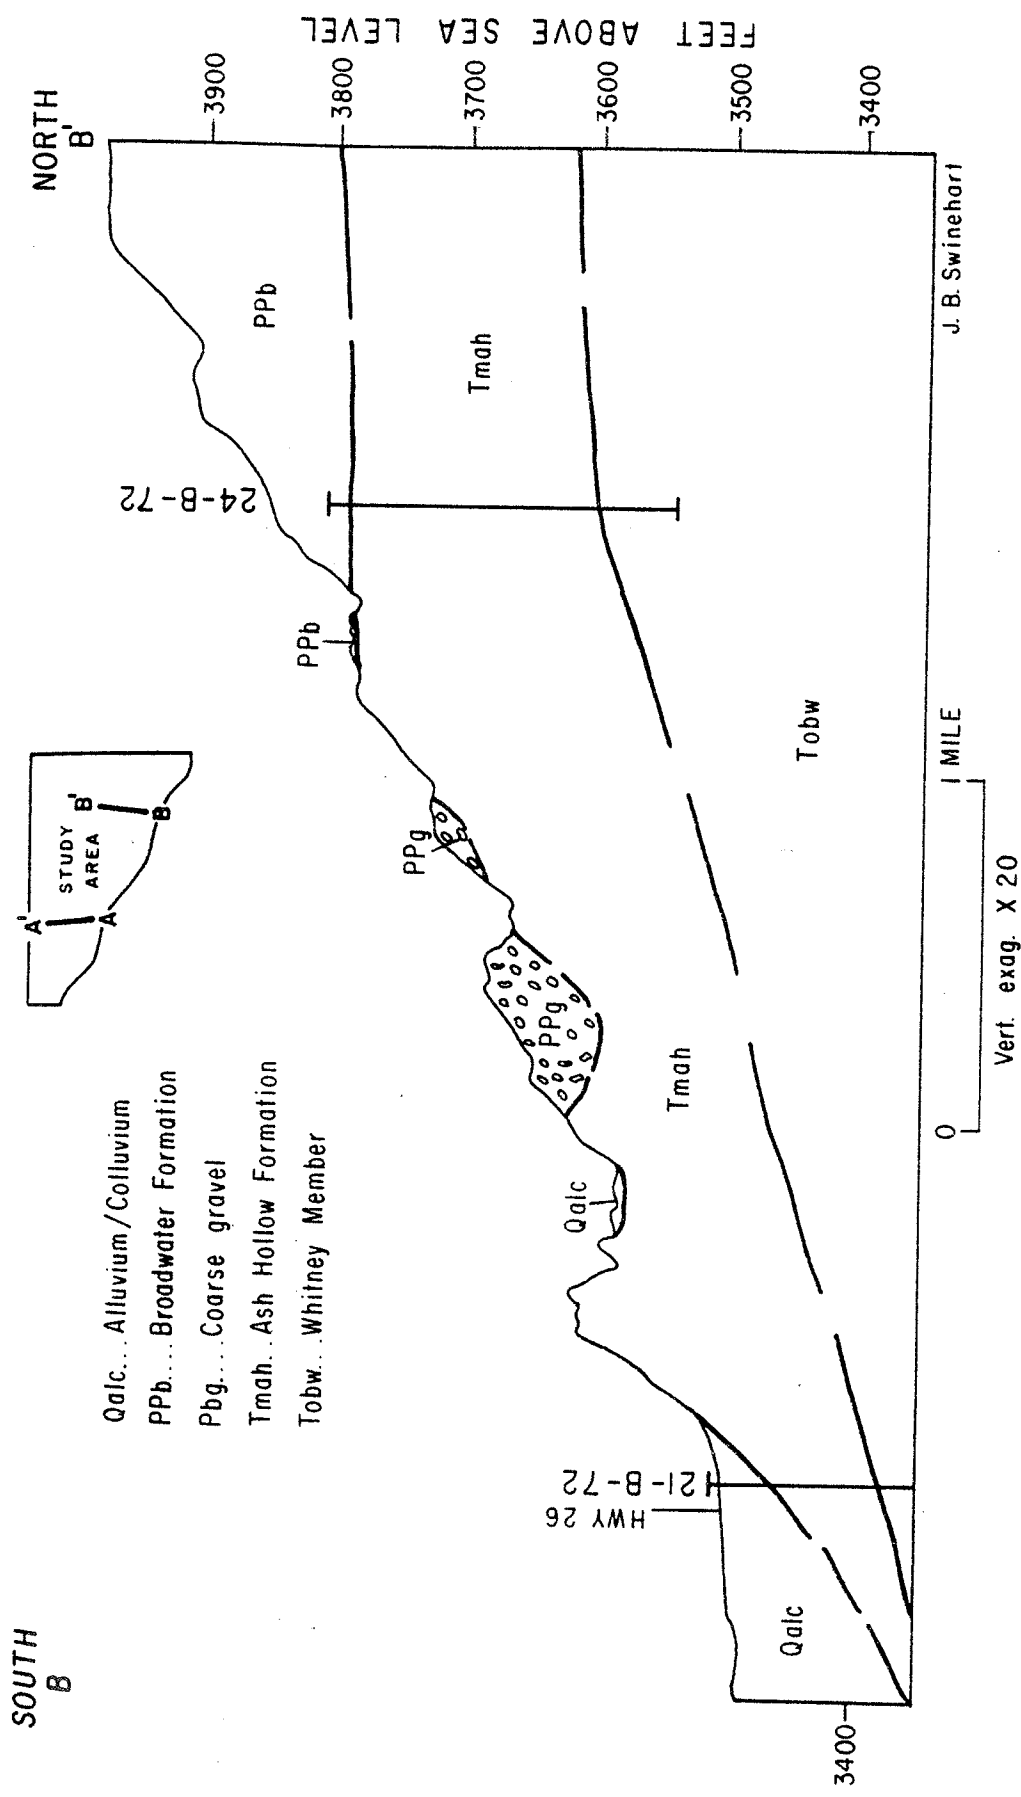 SOUTH
B
NORTH
B'
Qalc...Alluvium/Colluvium
PPb....Broadwater Formation
Pbg....Coarse gravel
Tmah...Ash Hollow Formation
Tobw...Whitney Member
A'
A
STUDY
AREA
B'
B
HWY 26
121-B-72
24-B-72
Qalc
Qalc
PPg
PPg
PPb
PPb
Tmah
Tmah
Tobw
3400
3900
3800
3700
3600
3500
3400
FEET ABOVE SEA LEVEL
0
1 MILE
J. B. Swinehart
Vert. exag. X 20